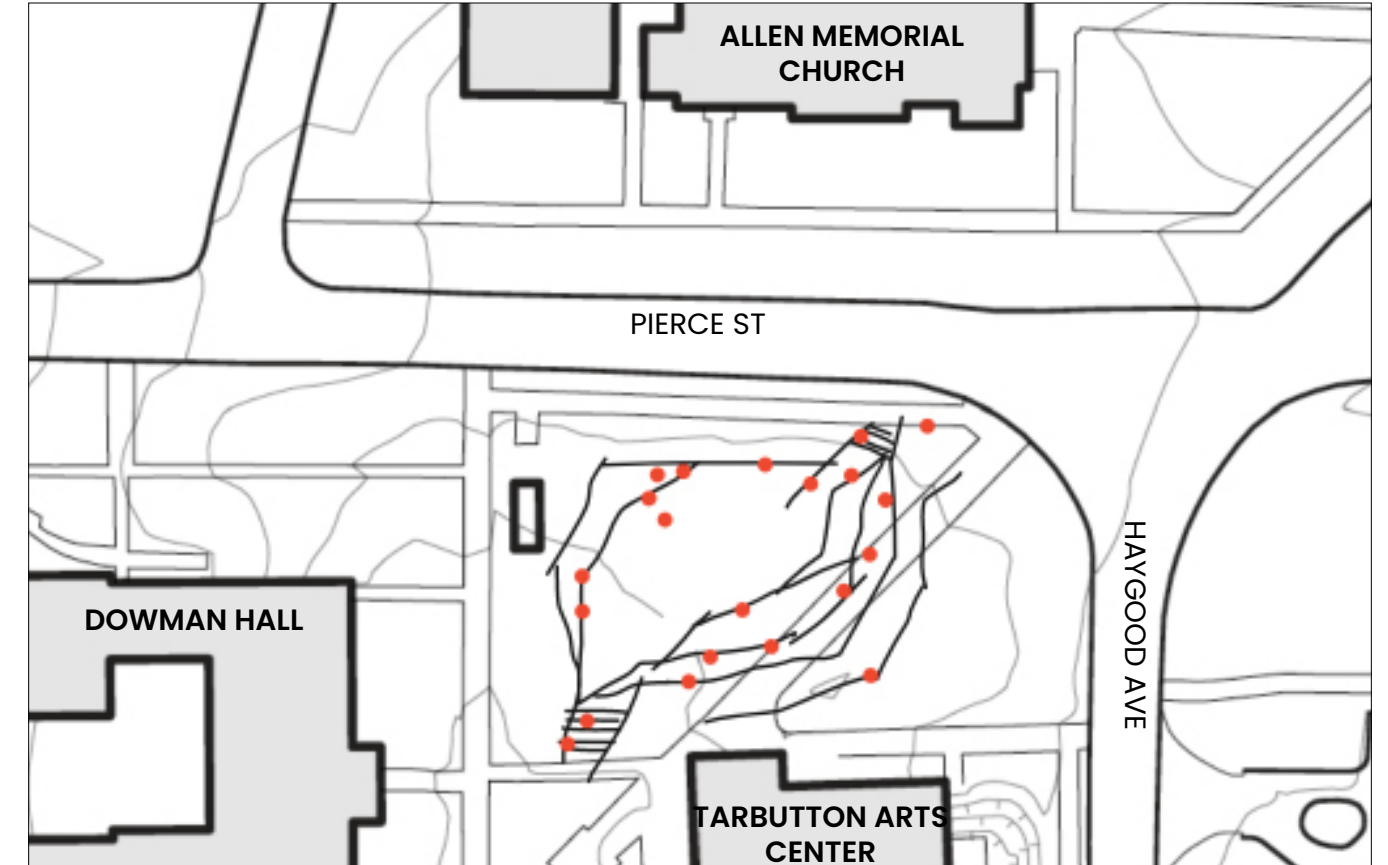 ALLEN MEMORIAL
CHURCH
PIERCE ST
HAYGOOD AVE
DOWMAN HALL
TARBUTTON ARTS
CENTER